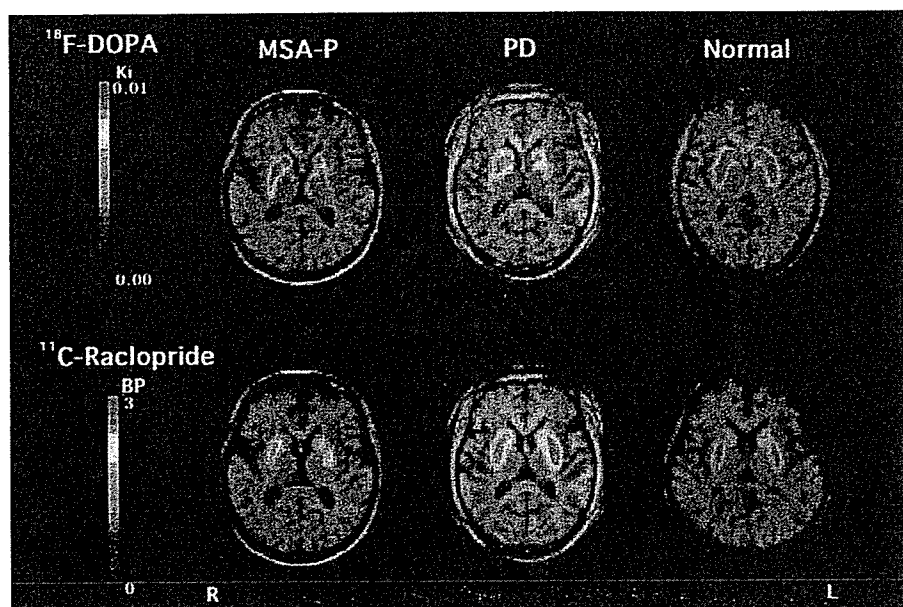 ¹⁸F-DOPA MSA-P PD Normal
Ki
0.01
0.00
¹¹C-Raclopride
BP
3
0
R L